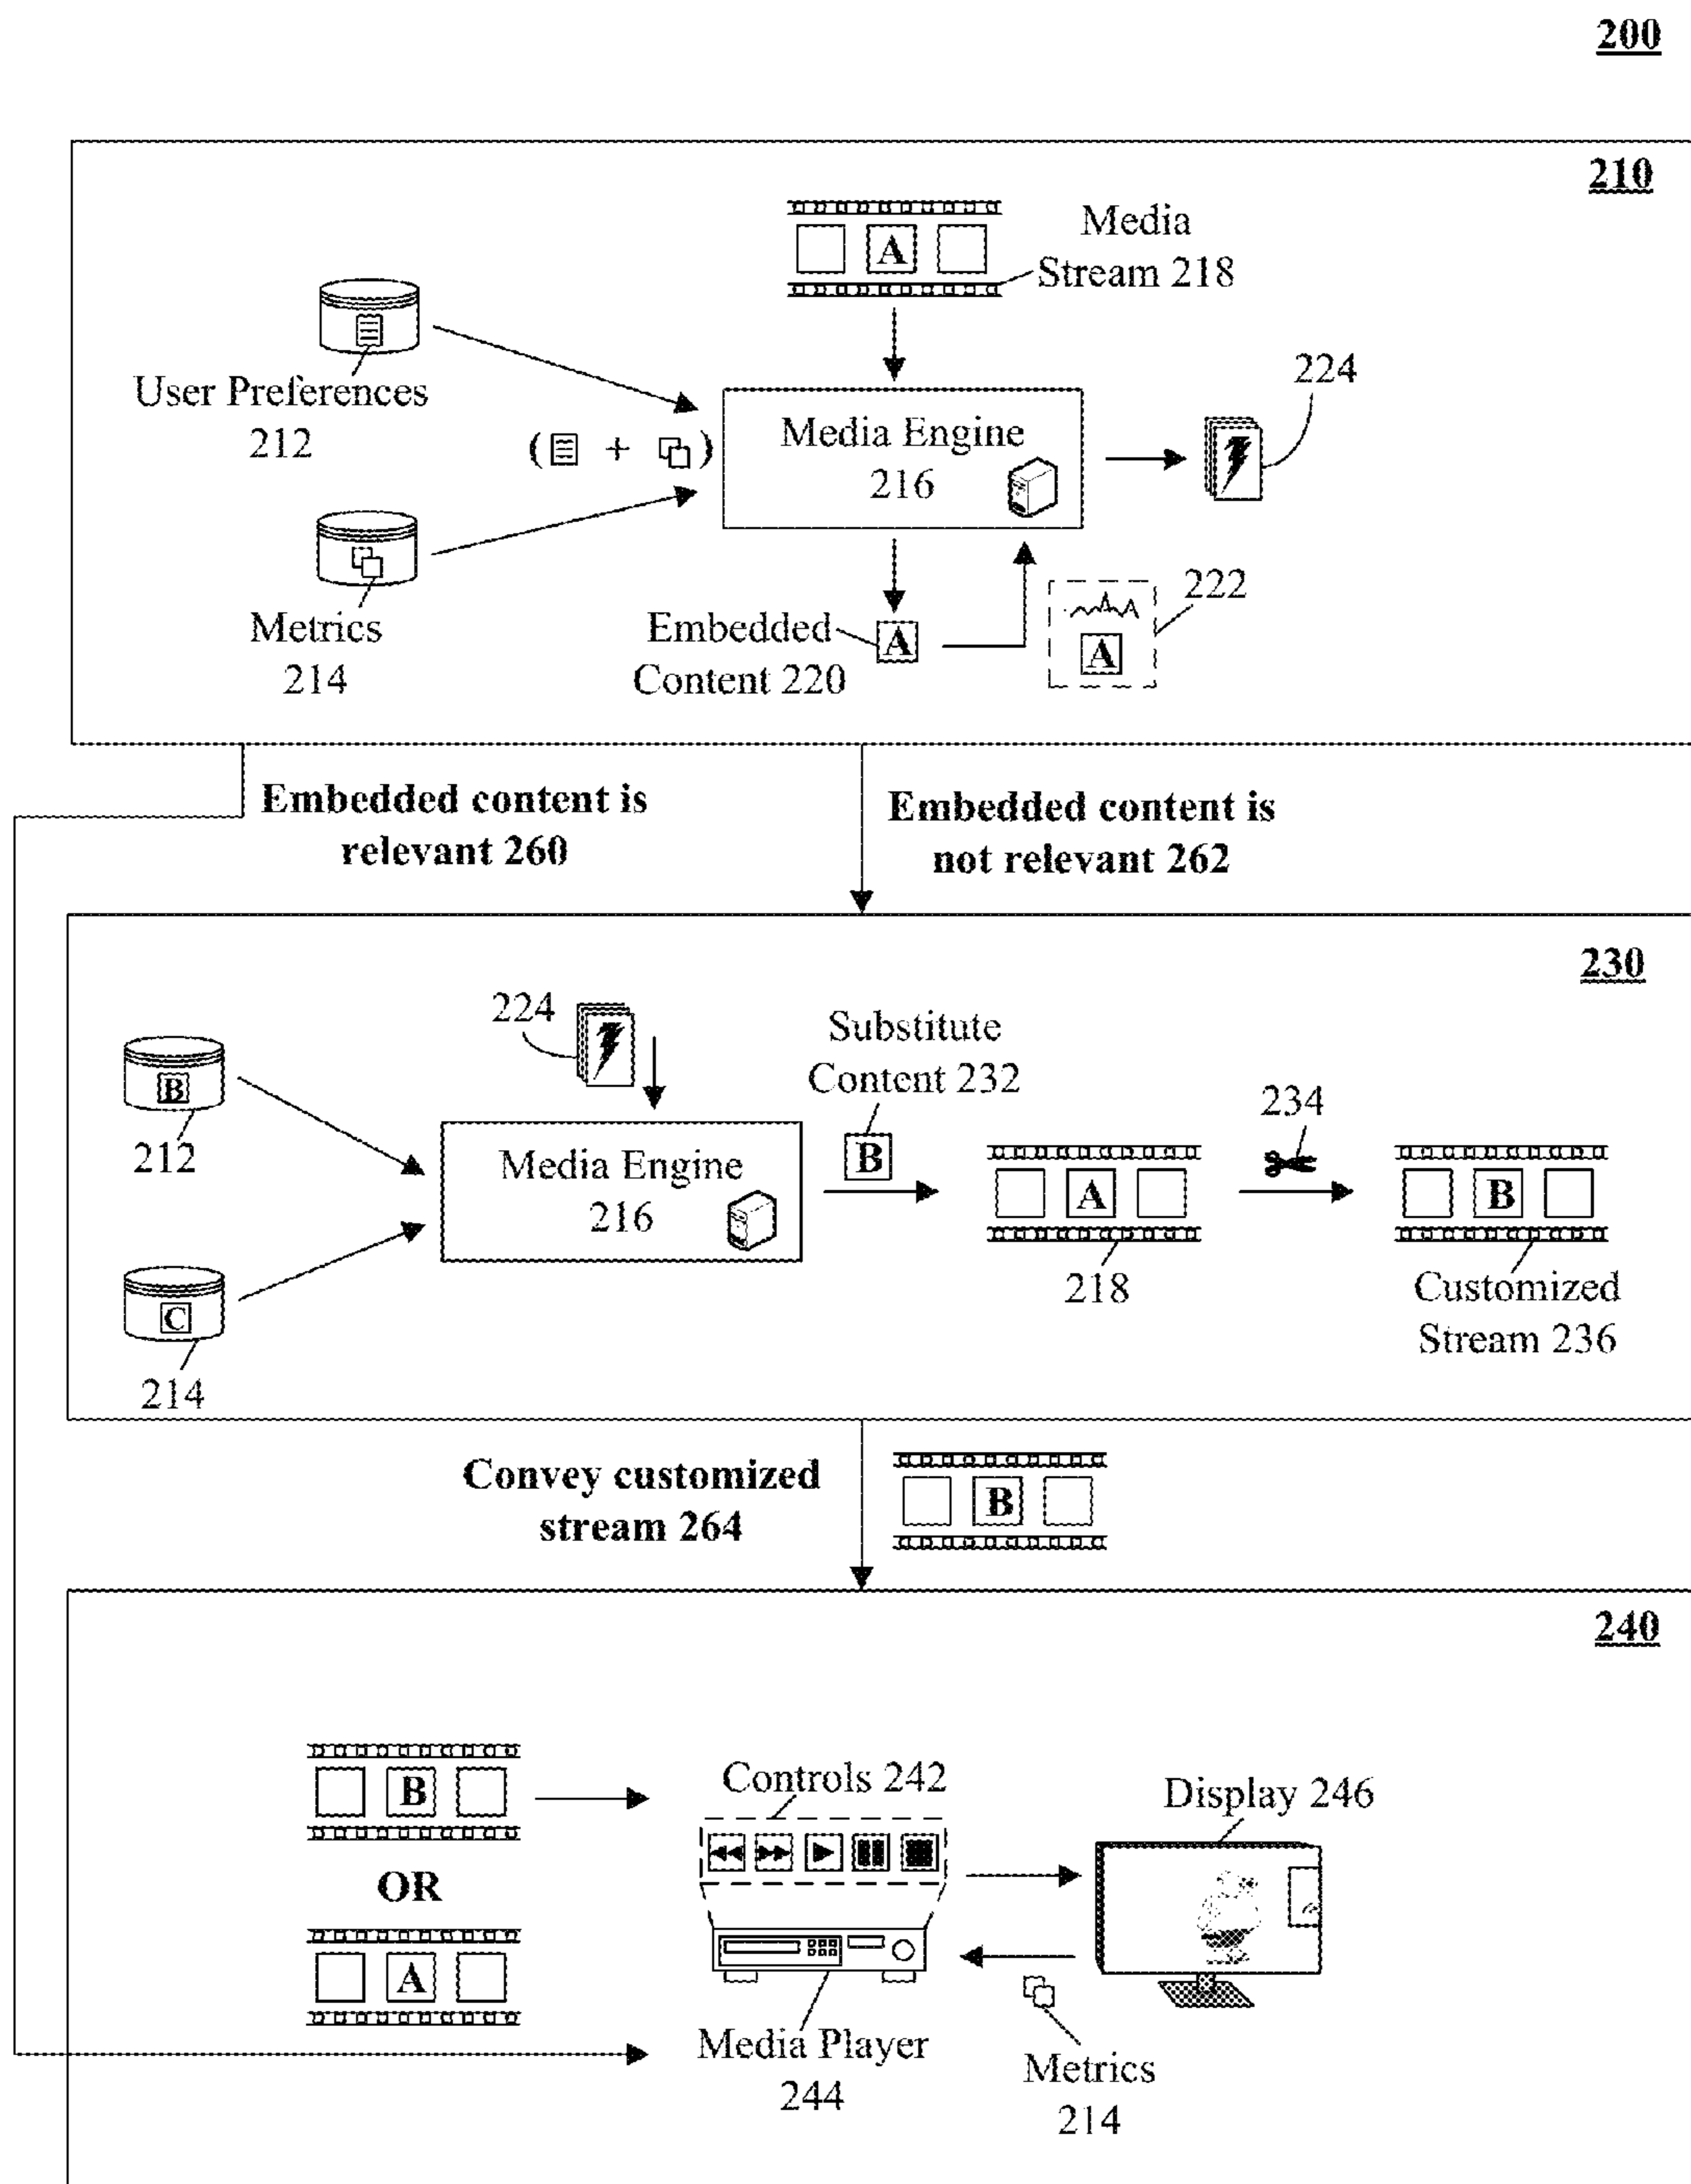 200
210
Media
Stream 218
A
User Preferences
212
( + )
Media Engine
216
224
Metrics
214
Embedded
Content 220
A
222
A
Embedded content is
relevant 260
Embedded content is
not relevant 262
230
224
Substitute
Content 232
B
212
Media Engine
216
B
A
234
B
218
Customized
Stream 236
C
214
Convey customized
stream 264
B
240
B
OR
A
Controls 242
Display 246
Media Player
244
Metrics
214